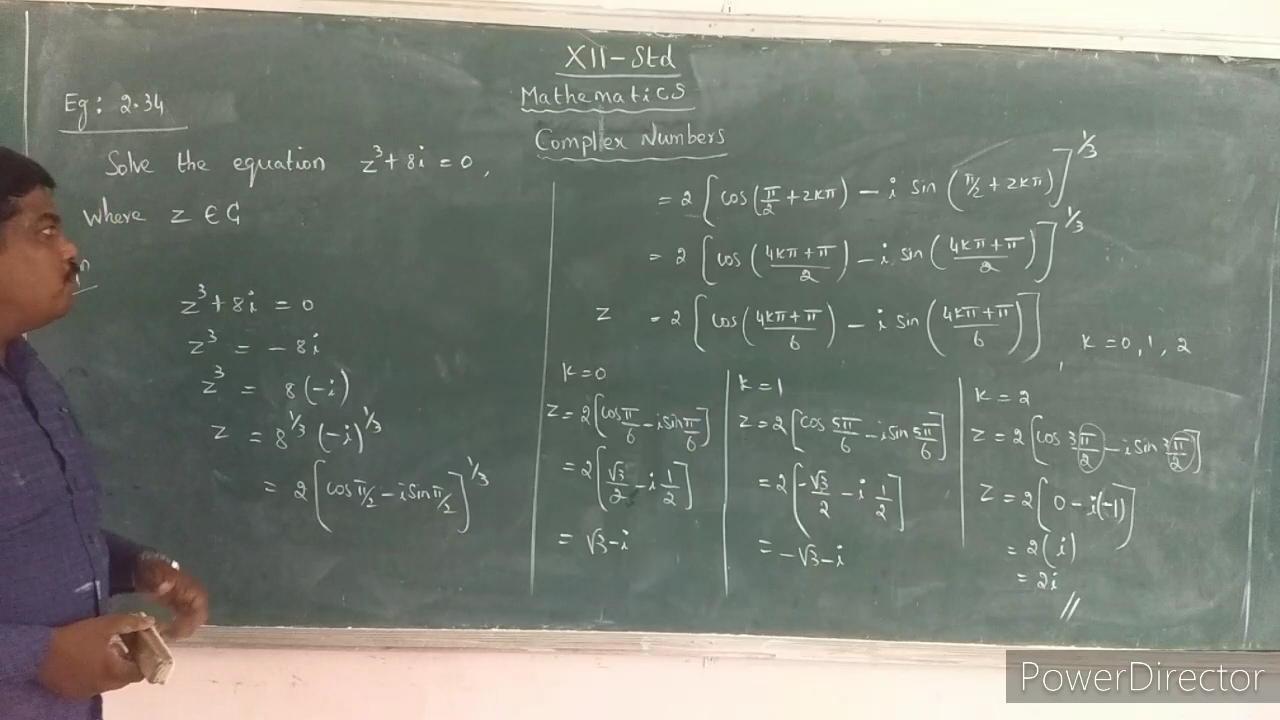 XII-Std
Mathematics
Complex Numbers
Eg: 2.34
Solve the equation z³ + 8i = 0,
where z ∈ ℂ
z³ + 8i = 0
z³ = -8i
z³ = 8(-i)
z = 8^1/3 (-i)^1/3
= 2[cos π/2 - i sin π/2]^1/3
= 2[cos(π/2 + 2kπ) - i sin(π/2 + 2kπ)]^1/3
= 2[cos((4kπ+π)/2) - i sin((4kπ+π)/2)]^1/3
z = 2[cos((4kπ+π)/6) - i sin((4kπ+π)/6)], k = 0, 1, 2
k=0
z = 2[cos π/6 - i sin π/6]
= 2[√3/2 - i 1/2]
= √3 - i
k=1
z = 2[cos 5π/6 - i sin 5π/6]
= 2[-√3/2 - i 1/2]
= -√3 - i
k = 2
z = 2[cos 3π/2 - i sin 3π/2]
z = 2[0 - i(-1)]
= 2(i)
= 2i //
PowerDirector